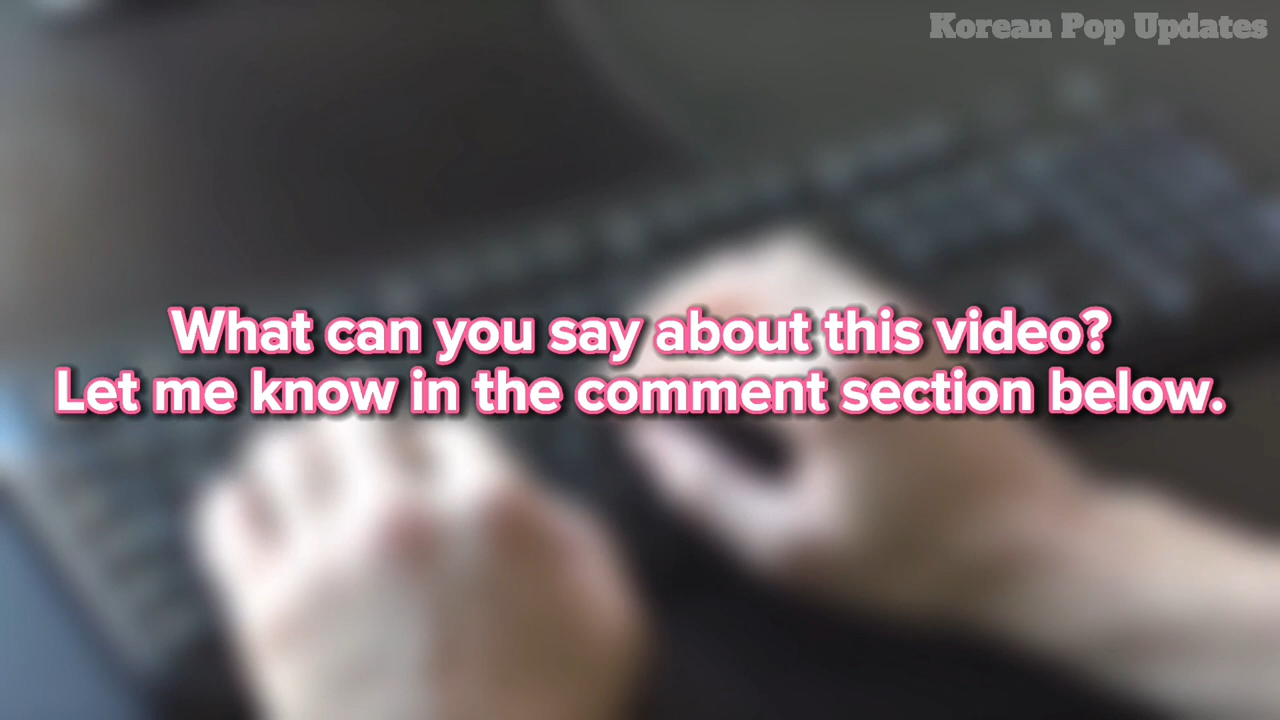 Korean Pop Updates
What can you say about this video?
Let me know in the comment section below.